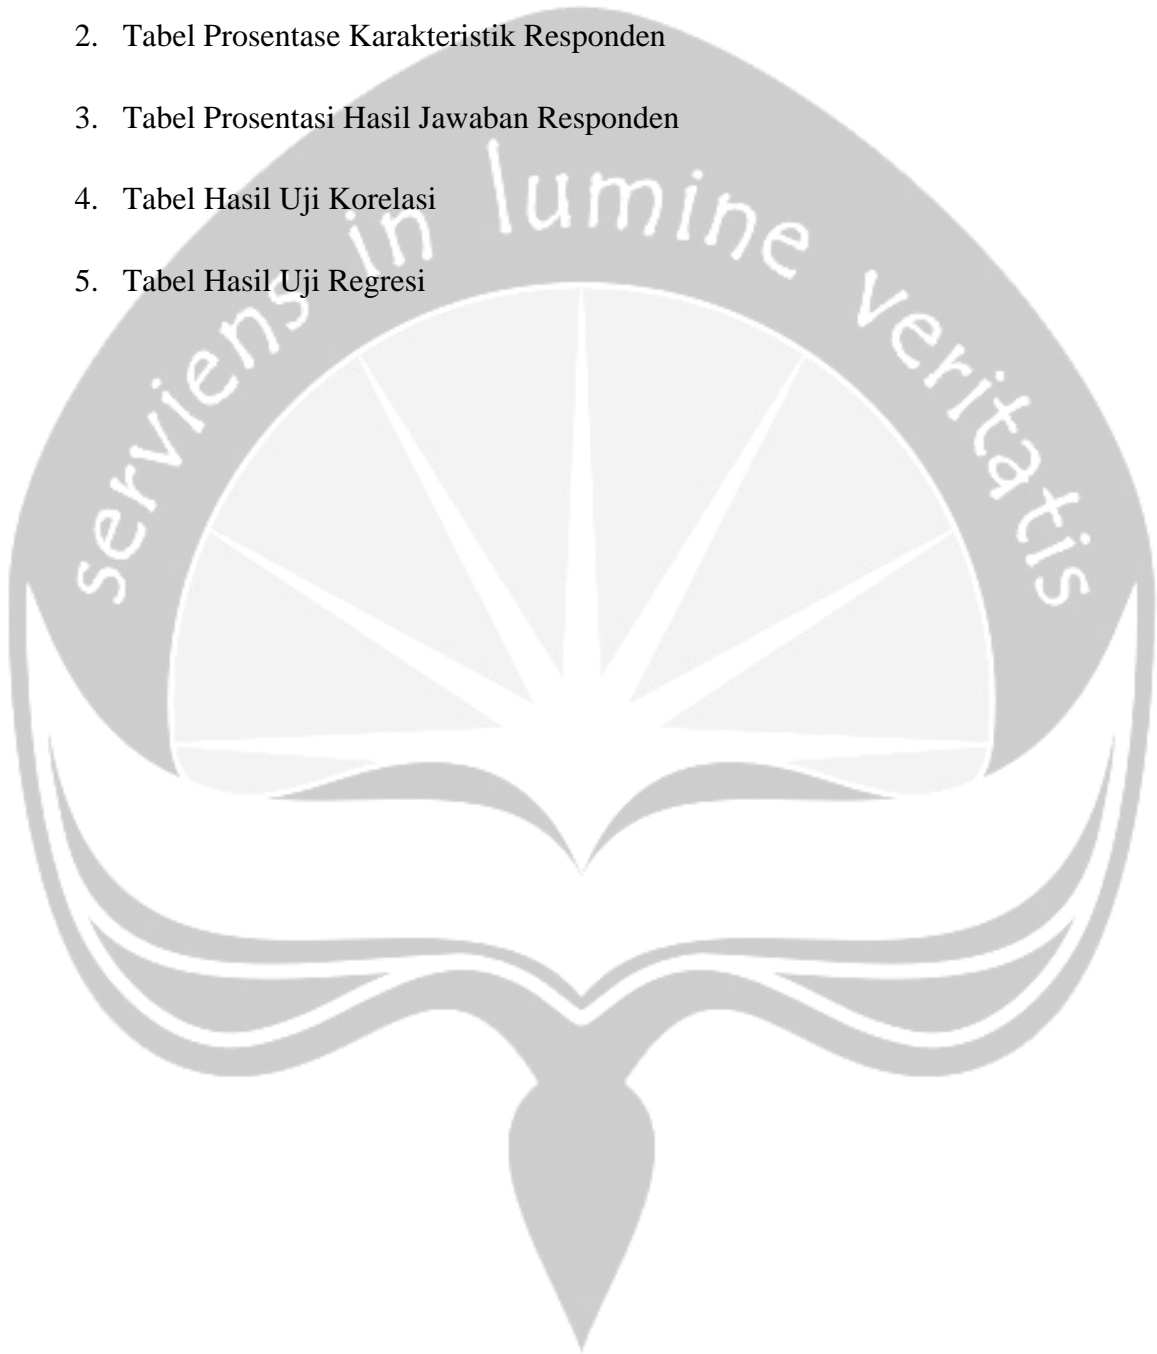 2. Tabel Prosentase Karakteristik Responden
3. Tabel Prosentasi Hasil Jawaban Responden
4. Tabel Hasil Uji Korelasi
5. Tabel Hasil Uji Regresi
serviens in lumine veritatis